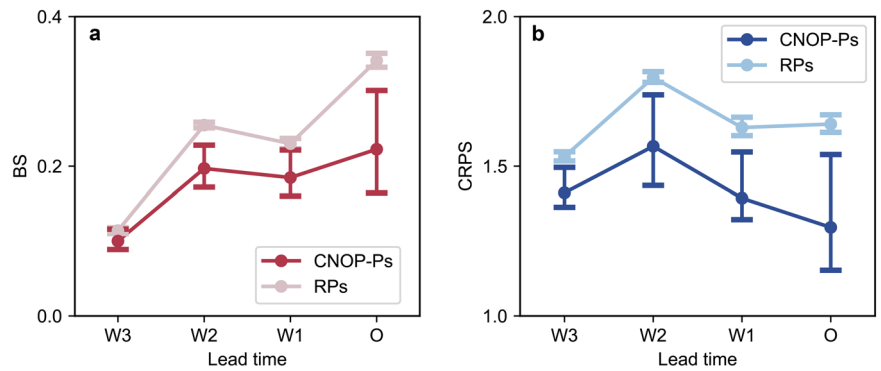 a
0.4
0.2
0.0
BS
CNOP-Ps
RPs
W3 W2 W1 O
Lead time
b
2.0
1.5
1.0
CRPS
CNOP-Ps
RPs
W3 W2 W1 O
Lead time